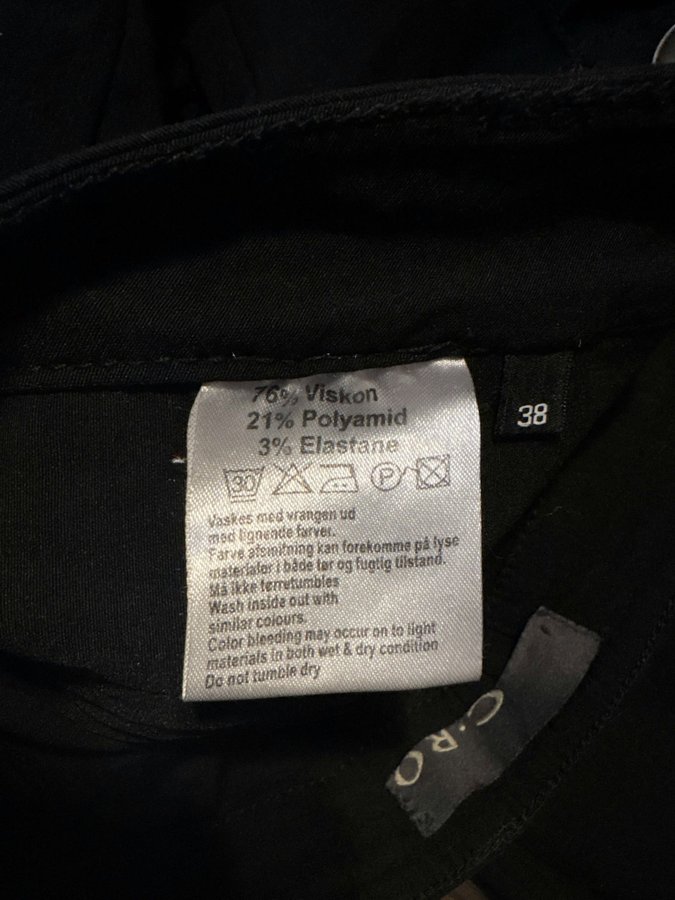 76% Viskon
21% Polyamid
3% Elastane
30 P
Vaskes med vrangen ud
med lignende farver.
Farve afsmitning kan forekomme på lyse
materialer i både tør og fugtig tilstand.
Må ikke tørretumbles
Wash inside out with
similar colours.
Color bleeding may occur on to light
materials in both wet & dry condition
Do not tumble dry
38
C·RO